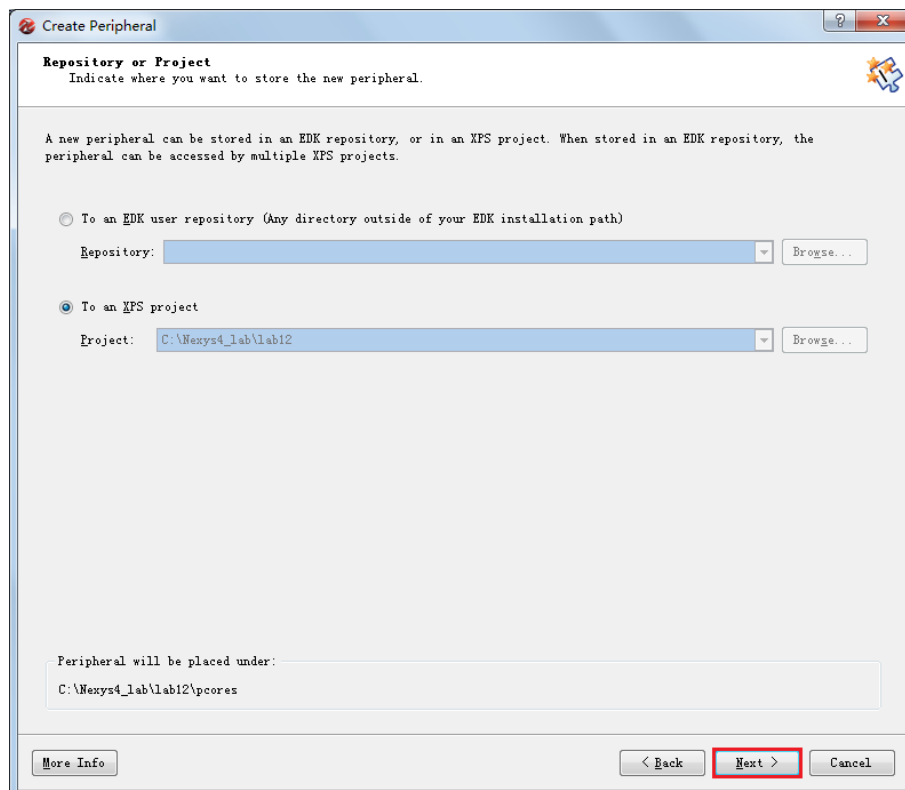 Create Peripheral
Repository or Project
Indicate where you want to store the new peripheral.
A new peripheral can be stored in an EDK repository, or in an XPS project. When stored in an EDK repository, the
peripheral can be accessed by multiple XPS projects.
To an EDK user repository (Any directory outside of your EDK installation path)
Repository: Browse...
To an XPS project
Project: C:\Nexys4_lab\lab12 Browse...
Peripheral will be placed under:
C:\Nexys4_lab\lab12\pcores
More Info < Back Next > Cancel